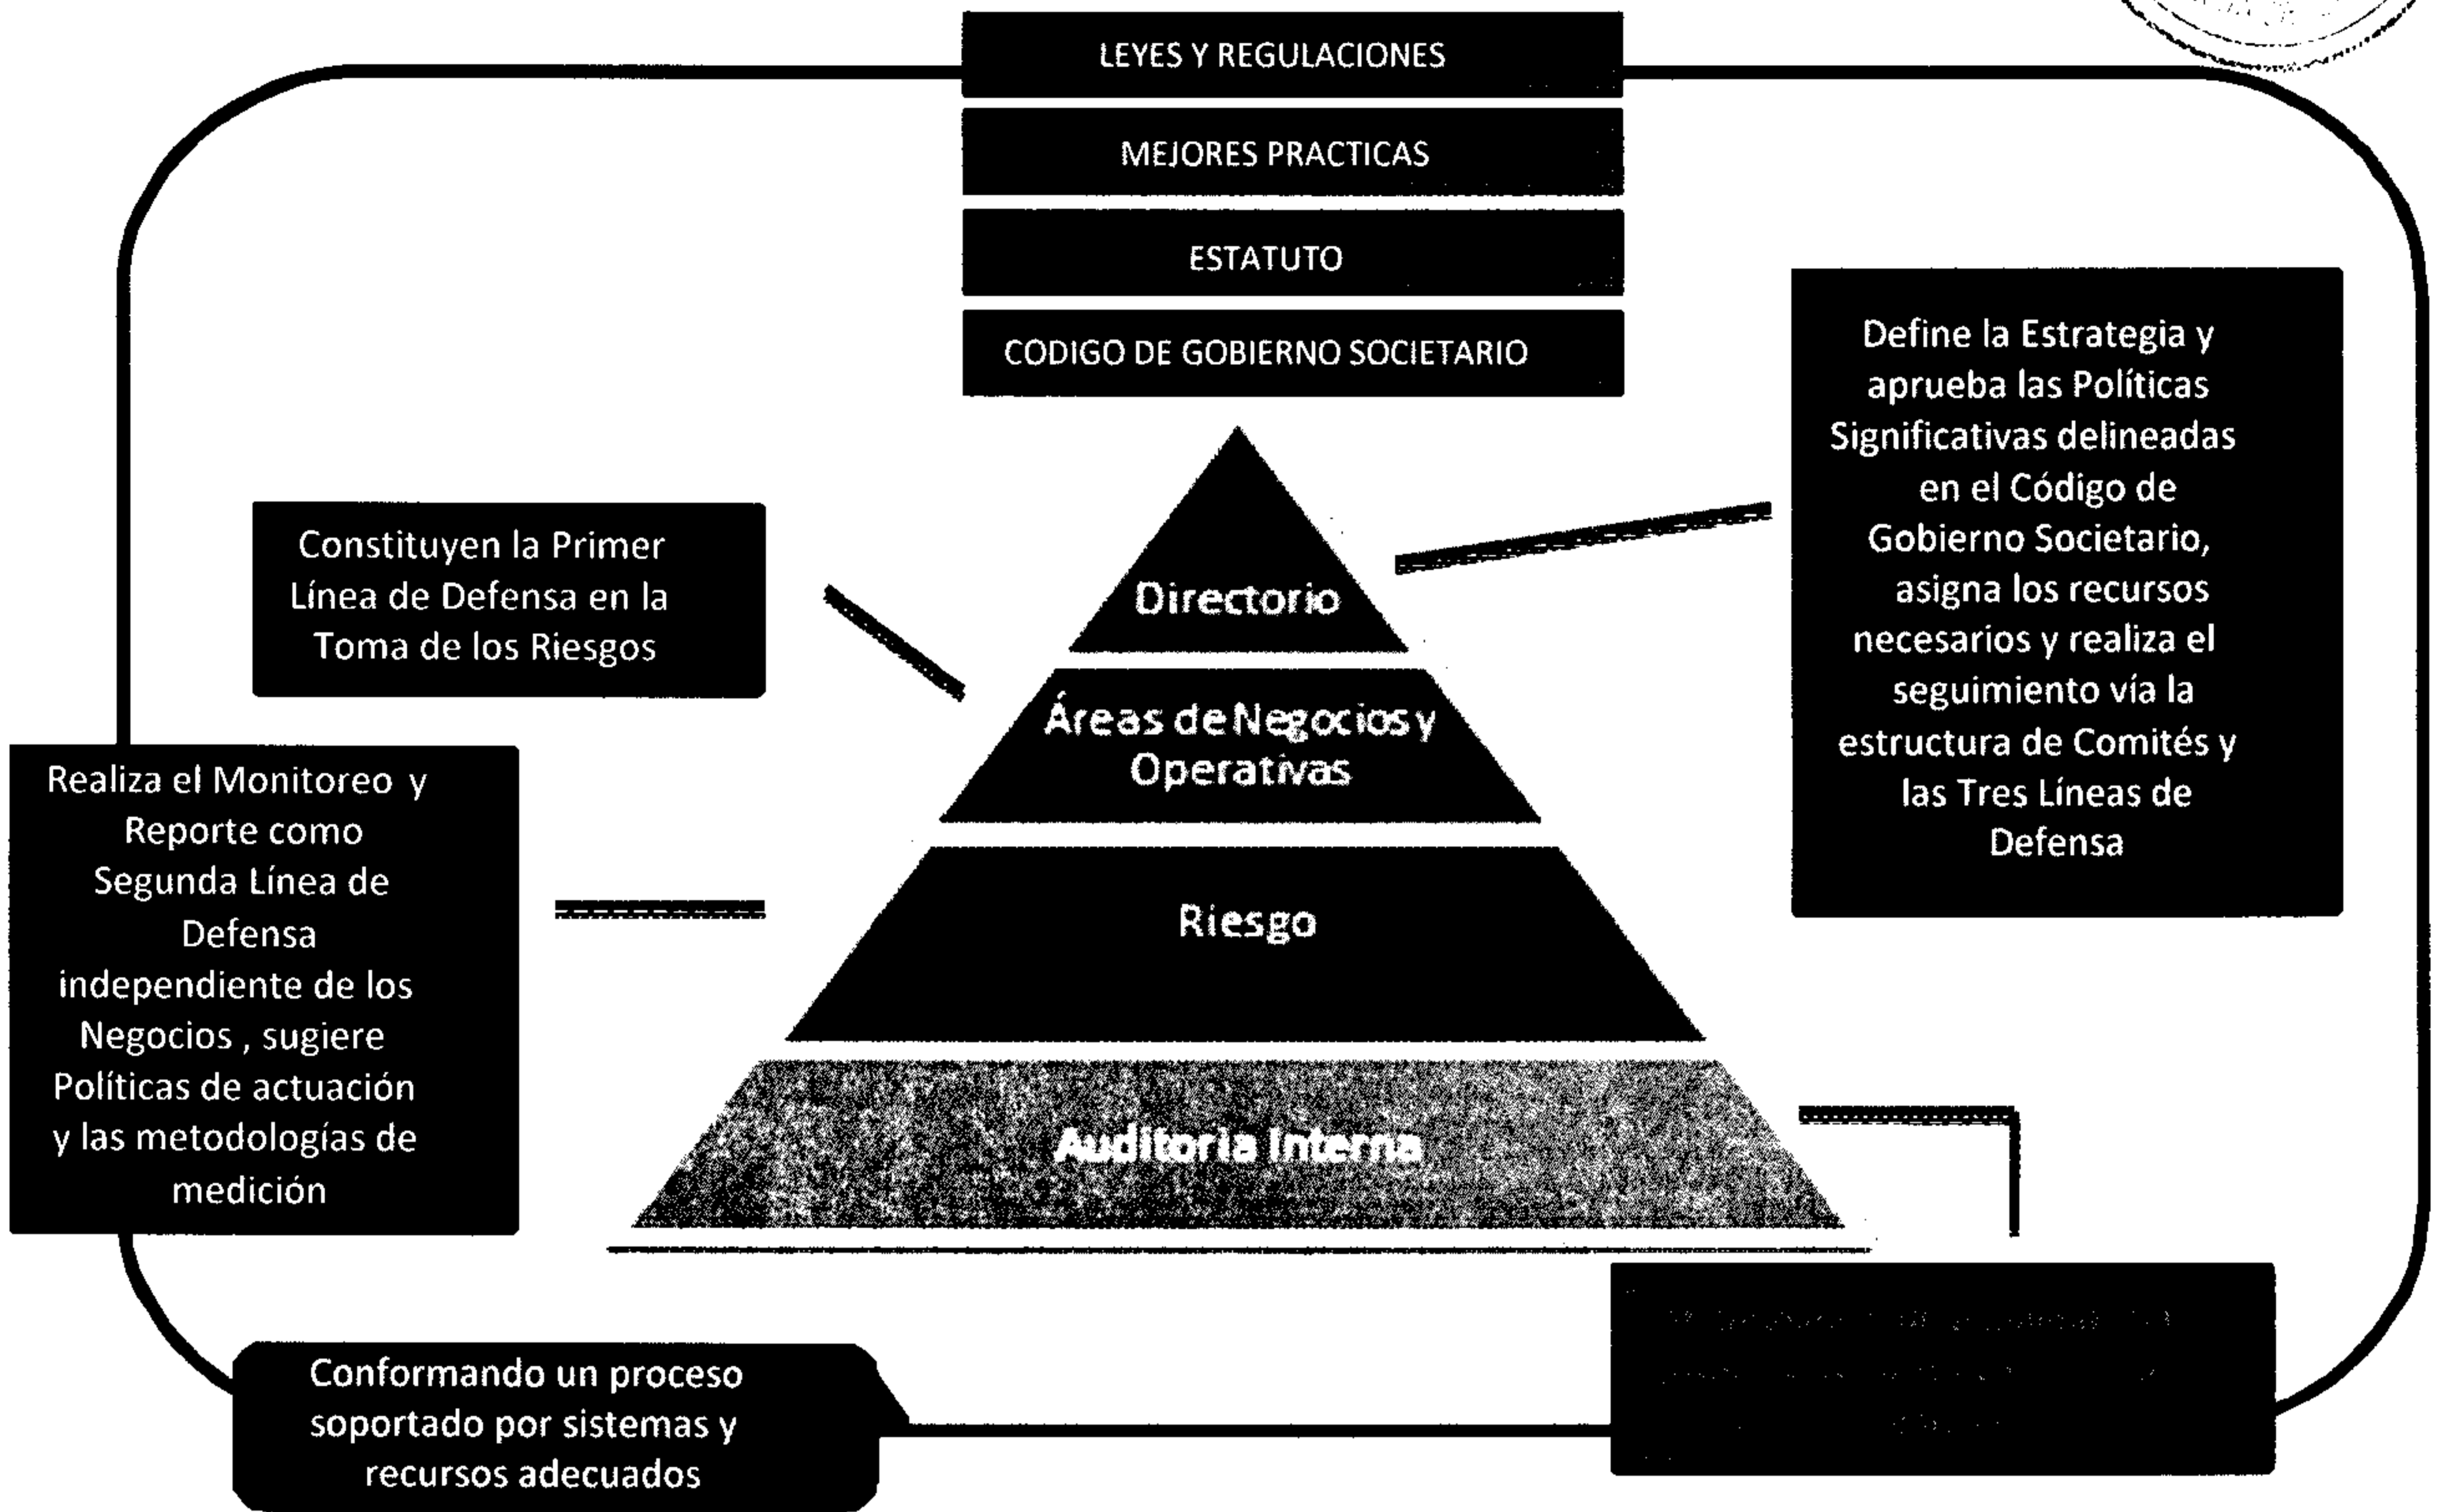 LEYES Y REGULACIONES
MEJORES PRACTICAS
ESTATUTO
CODIGO DE GOBIERNO SOCIETARIO
Define la Estrategia y
aprueba las Políticas
Significativas delineadas
en el Código de
Gobierno Societario,
asigna los recursos
necesarios y realiza el
seguimiento vía la
estructura de Comités y
las Tres Líneas de
Defensa
Constituyen la Primer
Línea de Defensa en la
Toma de los Riesgos
Directorio
Áreas de Negocios y
Operativas
Realiza el Monitoreo y
Reporte como
Segunda Línea de
Defensa
independiente de los
Negocios , sugiere
Políticas de actuación
y las metodologías de
medición
Riesgo
Auditoria Interna
Conformando un proceso
soportado por sistemas y
recursos adecuados